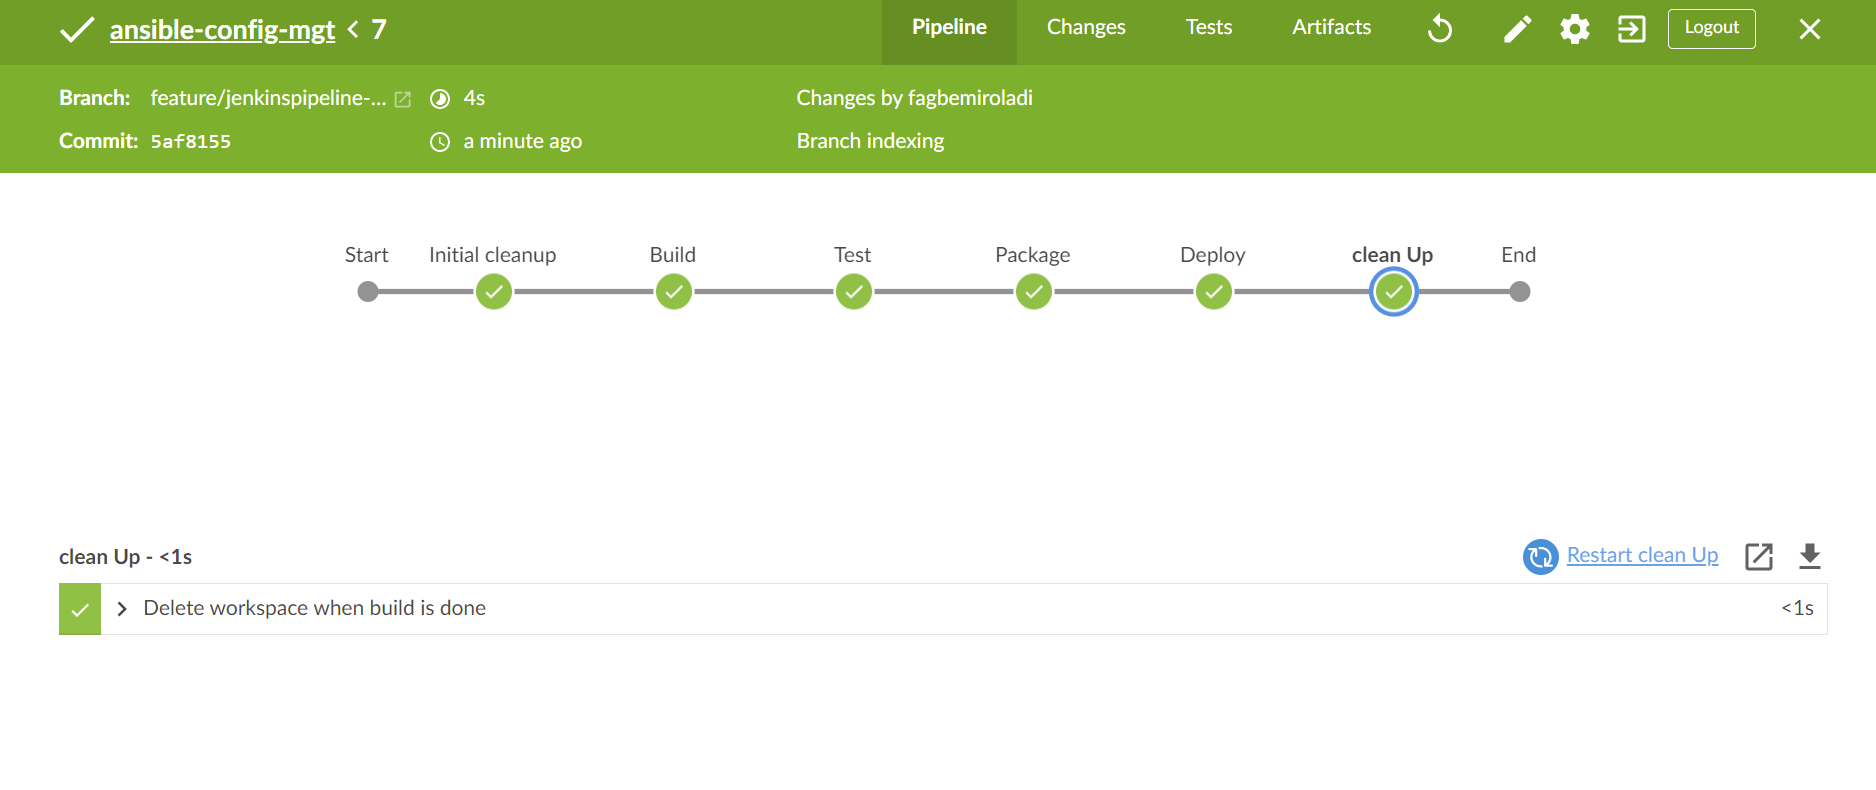 ansible-config-mgt < 7 Pipeline Changes Tests Artifacts Logout
Branch: feature/jenkinspipeline-... 4s Changes by fagbemiroladi
Commit: 5af8155 a minute ago Branch indexing
Start Initial cleanup Build Test Package Deploy clean Up End
clean Up - <1s Restart clean Up
Delete workspace when build is done <1s